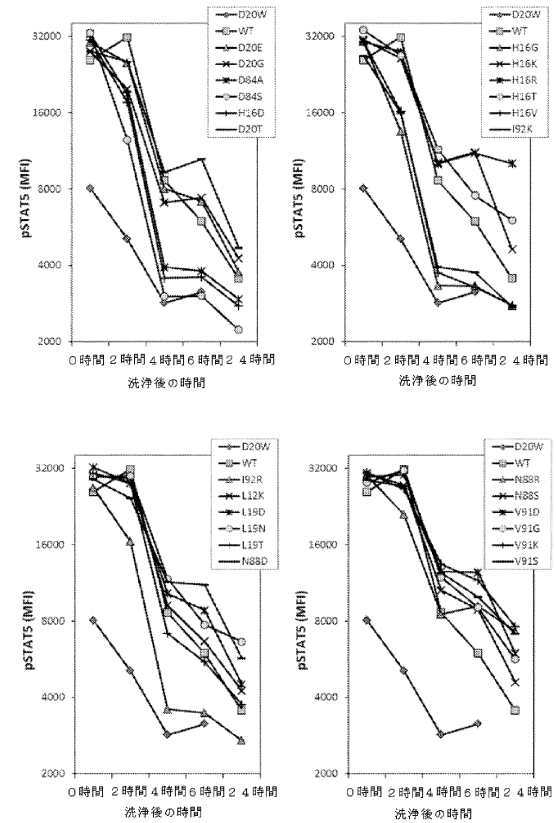 32000
16000
8000
4000
2000
pSTAT5 (MFI)
D20W
WT
D20E
D20G
D84A
D84S
H16D
D20T
0 時間 2 時間 4 時間 6 時間 2 4 時間
洗浄後の時間
32000
16000
8000
4000
2000
pSTAT5 (MFI)
D20W
WT
H16G
H16K
H16R
H16T
H16V
I92K
0 時間 2 時間 4 時間 6 時間 2 4 時間
洗浄後の時間
32000
16000
8000
4000
2000
pSTAT5 (MFI)
D20W
WT
I92R
L12K
L19D
L19N
L19T
N88D
0 時間 2 時間 4 時間 6 時間 2 4 時間
洗浄後の時間
32000
16000
8000
4000
2000
pSTAT5 (MFI)
D20W
WT
N88R
N88S
V91D
V91G
V91K
V91S
0 時間 2 時間 4 時間 6 時間 2 4 時間
洗浄後の時間